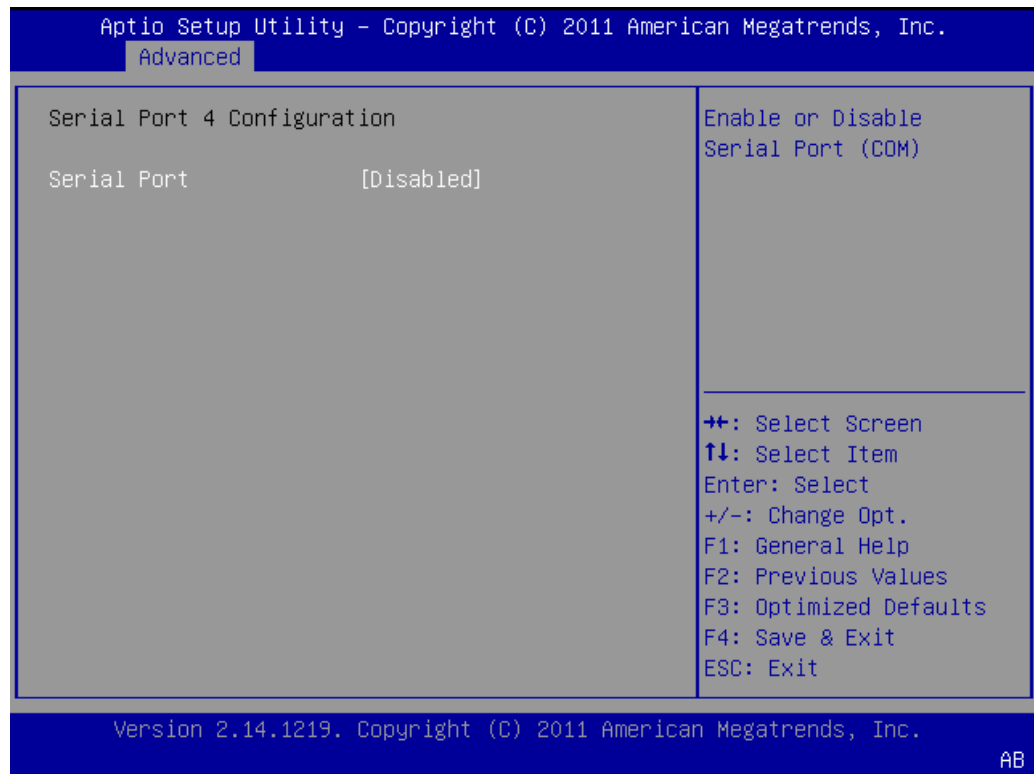 Aptio Setup Utility – Copyright (C) 2011 American Megatrends, Inc.
Advanced
Serial Port 4 Configuration
Serial Port [Disabled]
Enable or Disable
Serial Port (COM)
→←: Select Screen
↑↓: Select Item
Enter: Select
+/-: Change Opt.
F1: General Help
F2: Previous Values
F3: Optimized Defaults
F4: Save & Exit
ESC: Exit
Version 2.14.1219. Copyright (C) 2011 American Megatrends, Inc.
AB